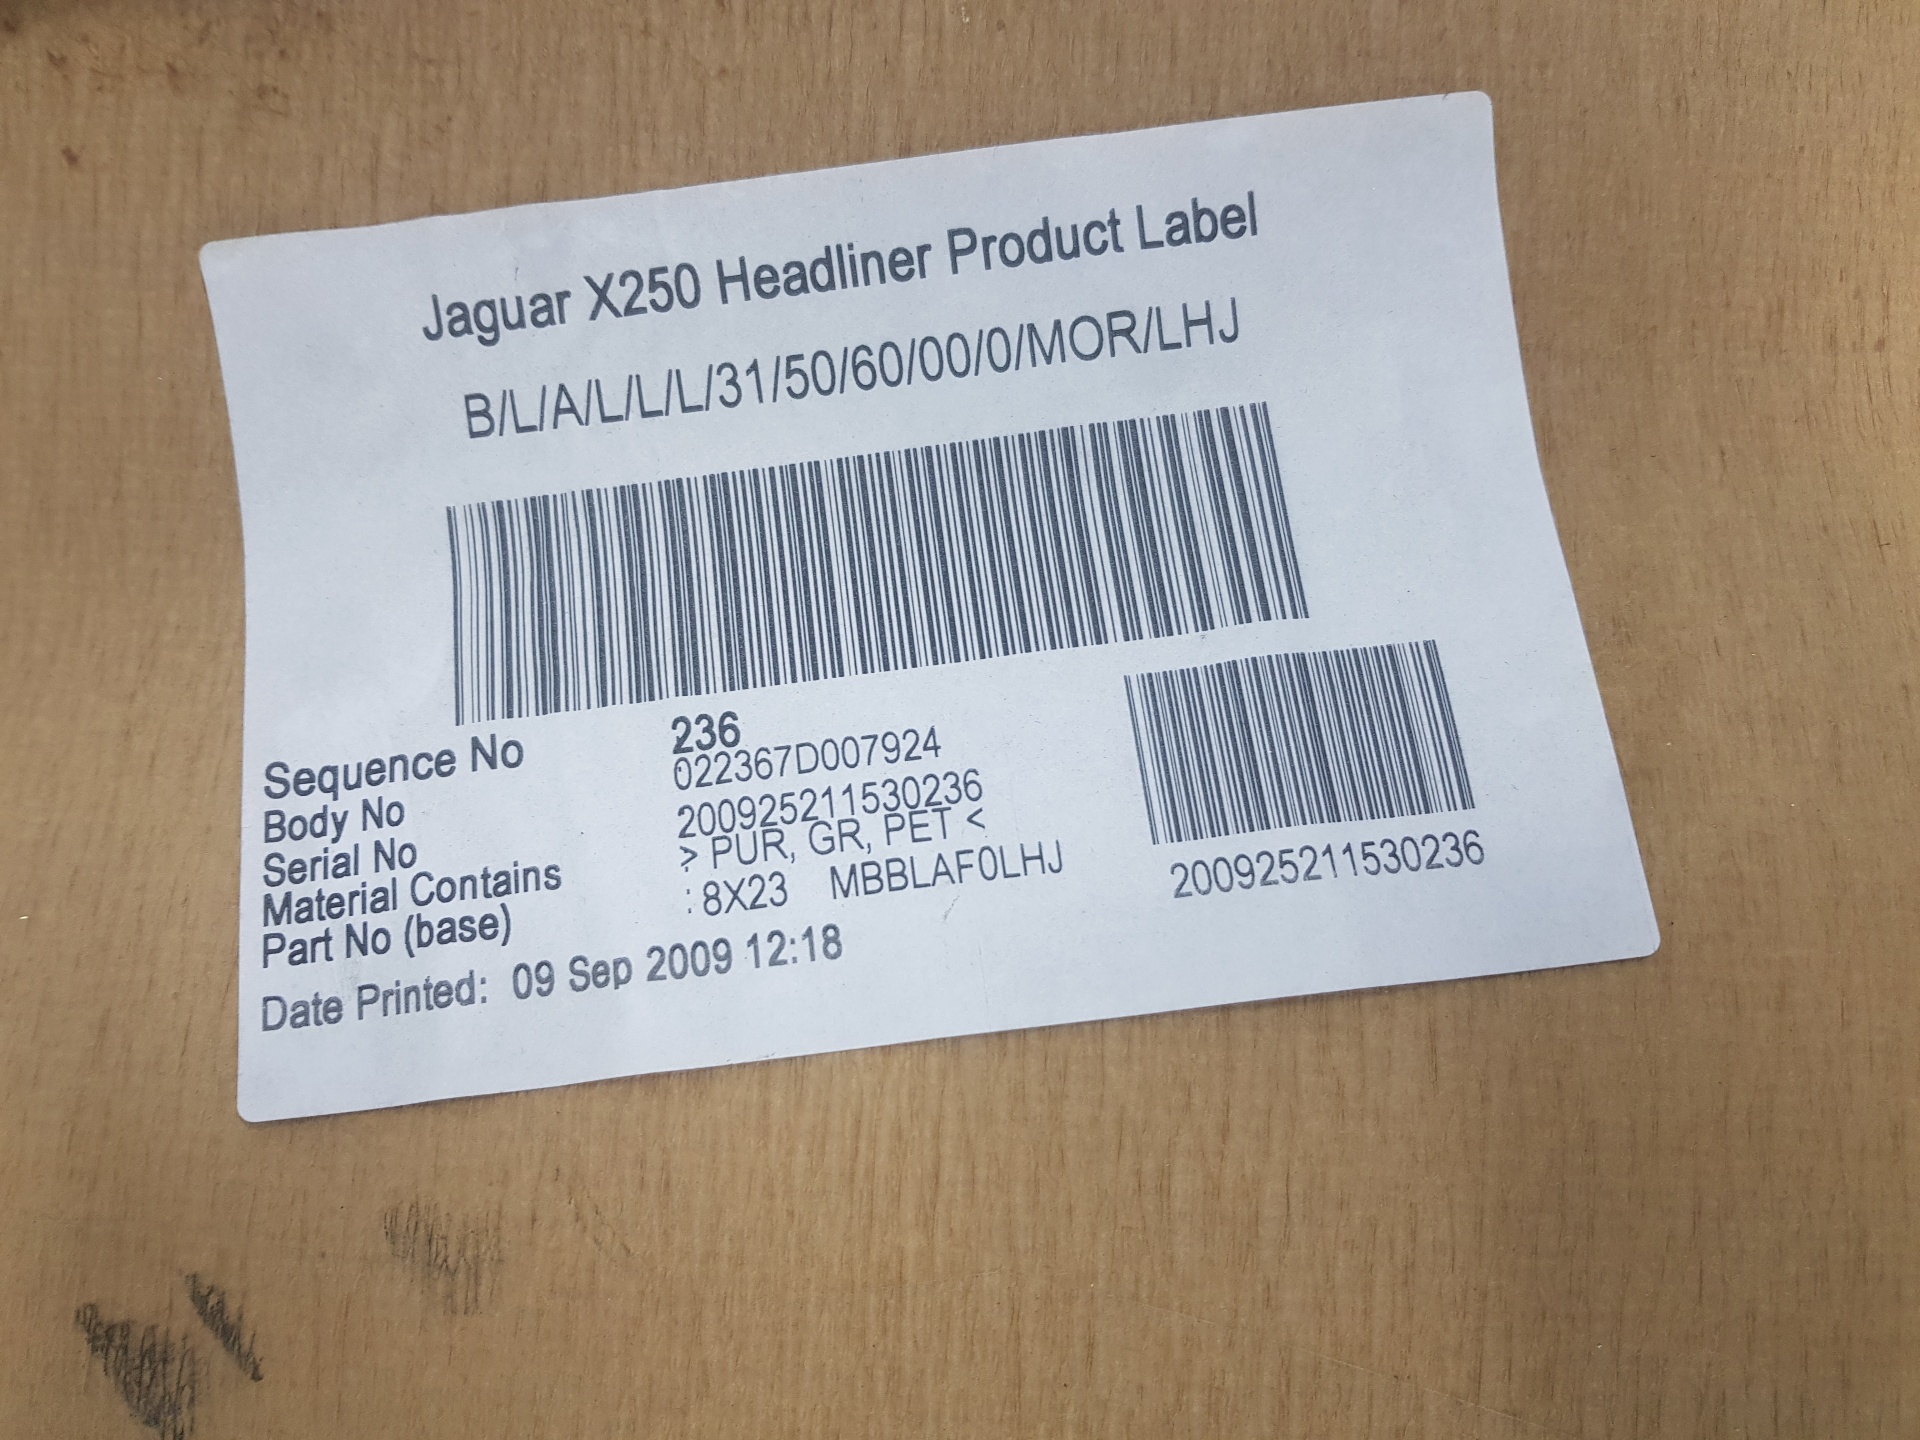 Jaguar X250 Headliner Product Label
B/L/A/L/L/L/31/50/60/00/0/MOR/LHJ
Sequence No 236
Body No 022367D007924
Serial No 200925211530236
Material Contains > PUR, GR, PET <
Part No (base) : 8X23 MBBLAF0LHJ
200925211530236
Date Printed: 09 Sep 2009 12:18